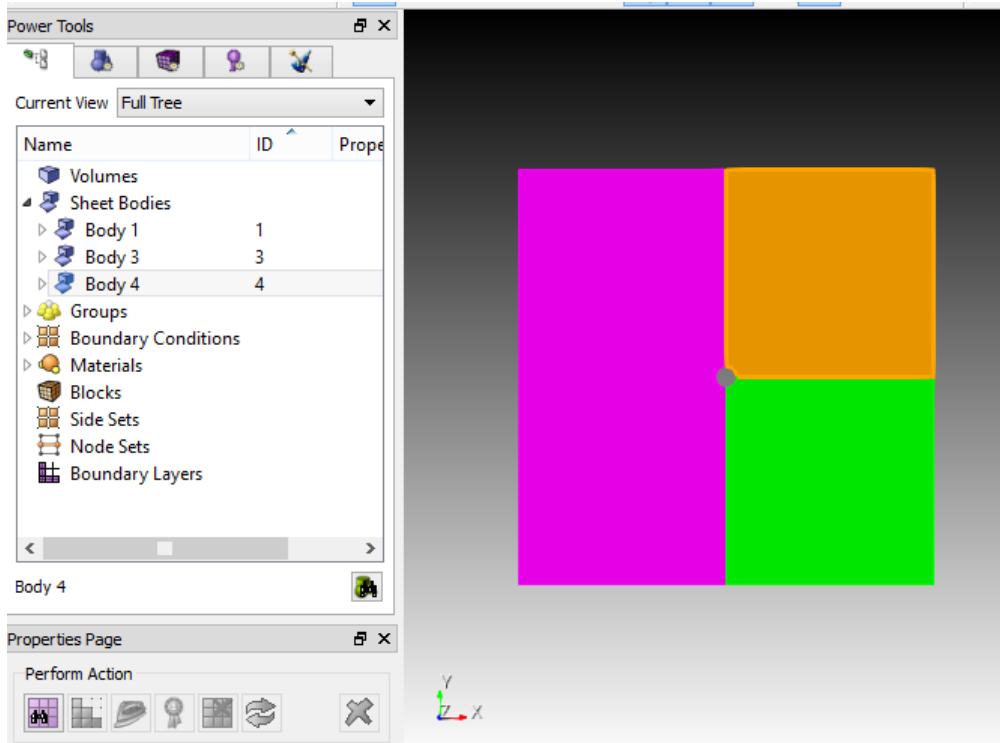 Power Tools
Current View Full Tree
Name ID Prope
Volumes
Sheet Bodies
Body 1 1
Body 3 3
Body 4 4
Groups
Boundary Conditions
Materials
Blocks
Side Sets
Node Sets
Boundary Layers
Body 4
Properties Page
Perform Action
Y
Z X